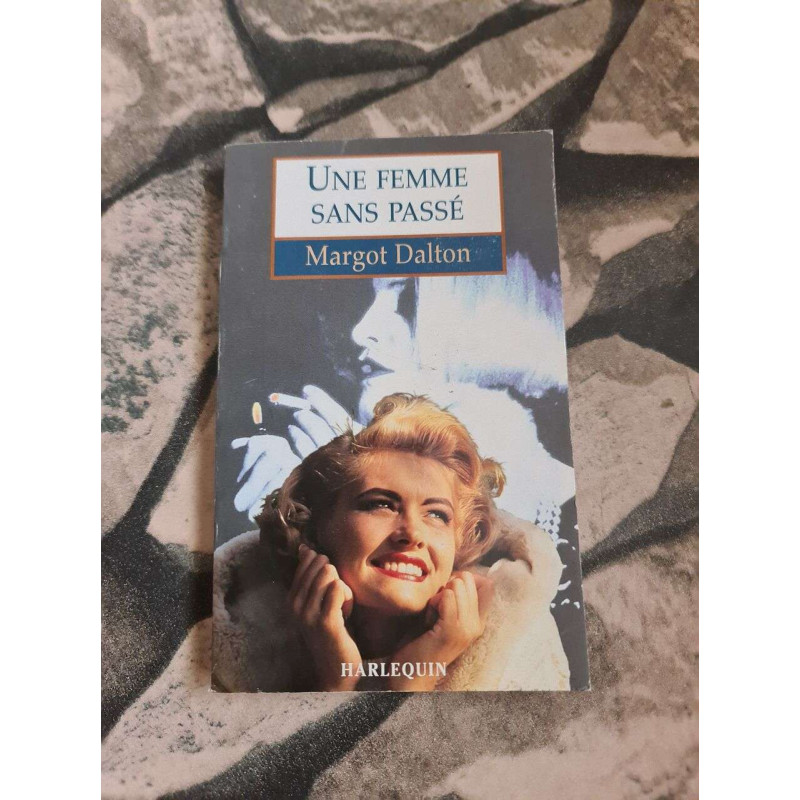 UNE FEMME
SANS PASSÉ
Margot Dalton
HARLEQUIN